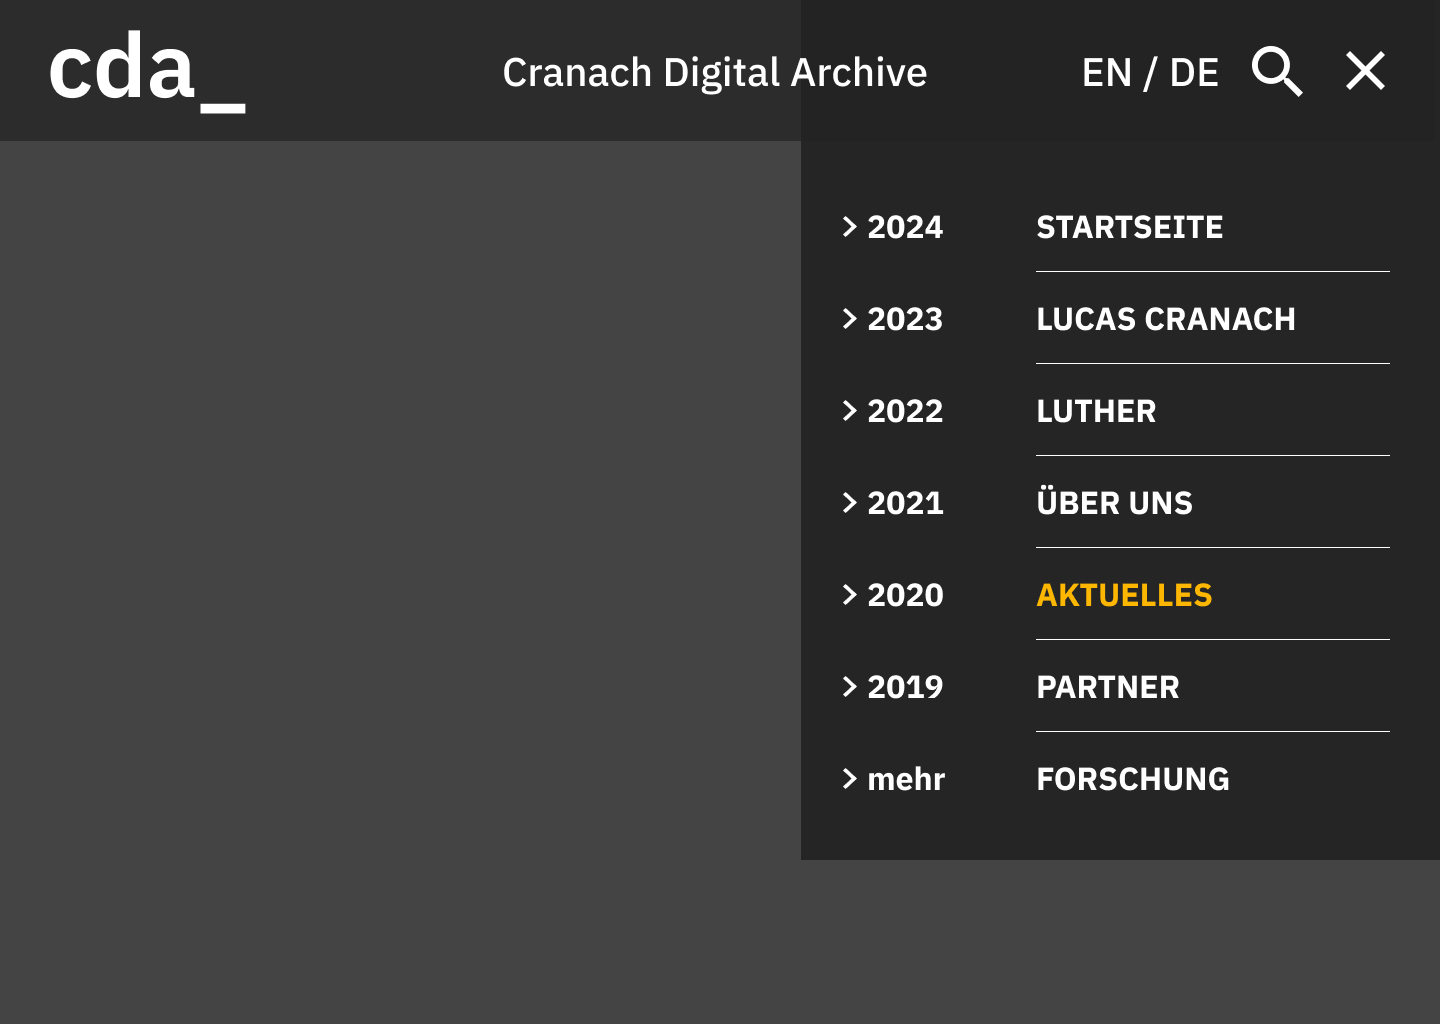 cda_
Cranach Digital Archive
EN / DE
> 2024 STARTSEITE
> 2023 LUCAS CRANACH
> 2022 LUTHER
> 2021 ÜBER UNS
> 2020 AKTUELLES
> 2019 PARTNER
> mehr FORSCHUNG